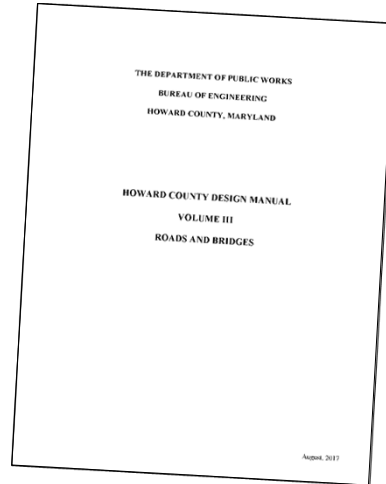 THE DEPARTMENT OF PUBLIC WORKS
BUREAU OF ENGINEERING
HOWARD COUNTY, MARYLAND
HOWARD COUNTY DESIGN MANUAL
VOLUME III
ROADS AND BRIDGES
August, 2017